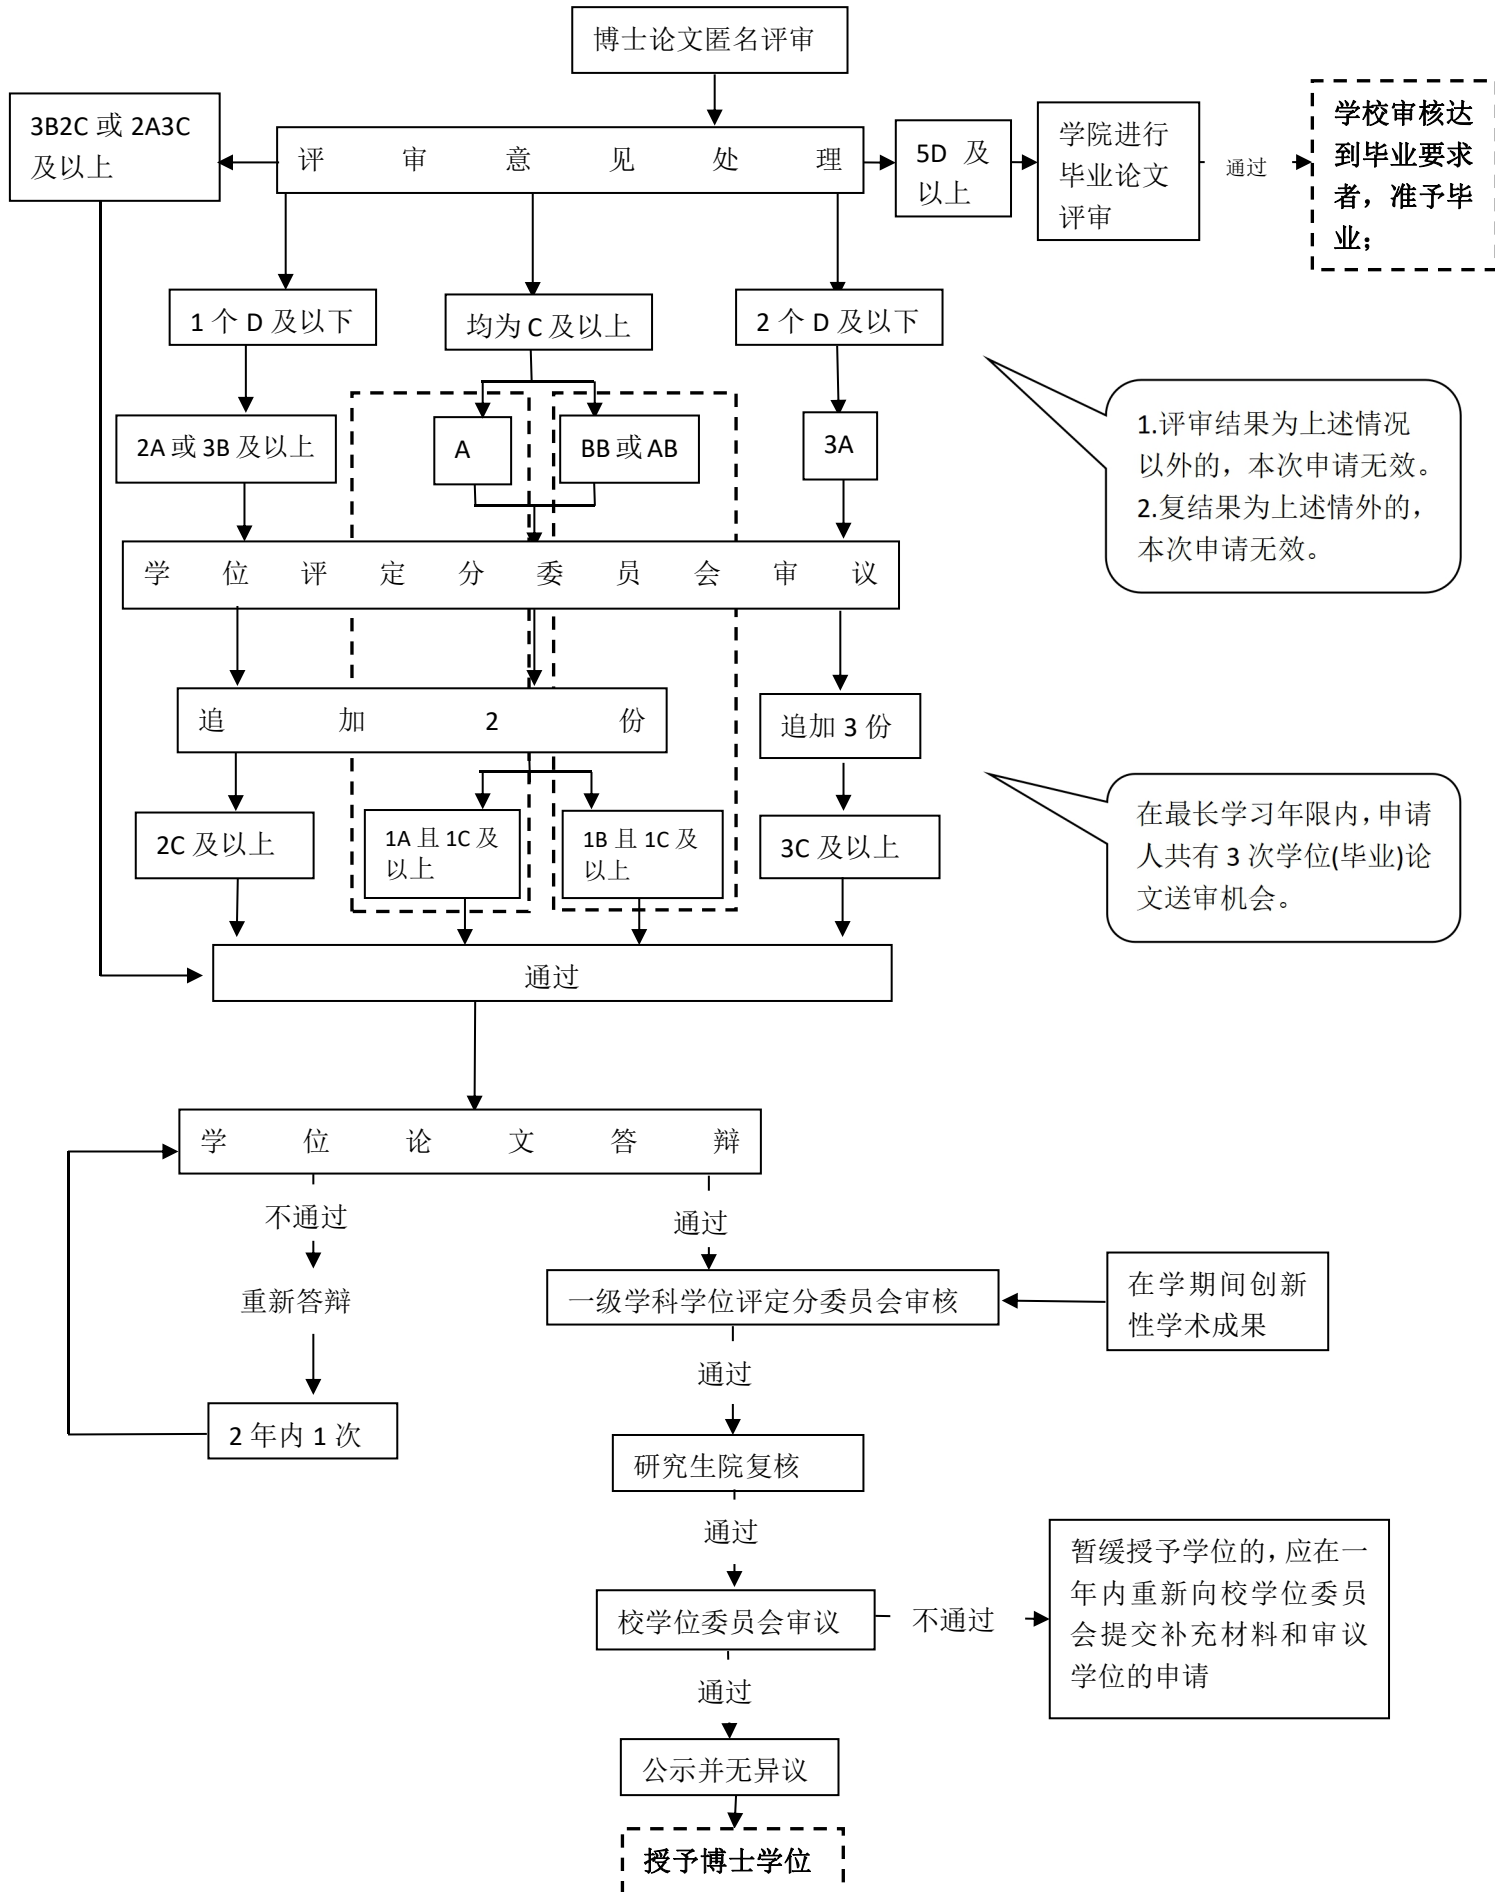 博士论文匿名评审
3B2C 或 2A3C
及以上
评审意见处理
5D 及
以上
学院进行
毕业论文
评审
通过
学校审核达
到毕业要求
者，准予毕
业；
1 个 D 及以下
均为 C 及以上
2 个 D 及以下
2A 或 3B 及以上
A
BB 或 AB
3A
1.评审结果为上述情况
以外的，本次申请无效。
2.复结果为上述情外的，
本次申请无效。
学位评定分委员会审议
追加 2 份
追加 3 份
2C 及以上
1A 且 1C 及
以上
1B 且 1C 及
以上
3C 及以上
在最长学习年限内，申请
人共有 3 次学位(毕业)论
文送审机会。
通过
学位论文答辩
不通过
通过
重新答辩
一级学科学位评定分委员会审核
在学期间创新
性学术成果
通过
2 年内 1 次
研究生院复核
通过
校学位委员会审议
不通过
暂缓授予学位的，应在一
年内重新向校学位委员
会提交补充材料和审议
学位的申请
通过
公示并无异议
授予博士学位